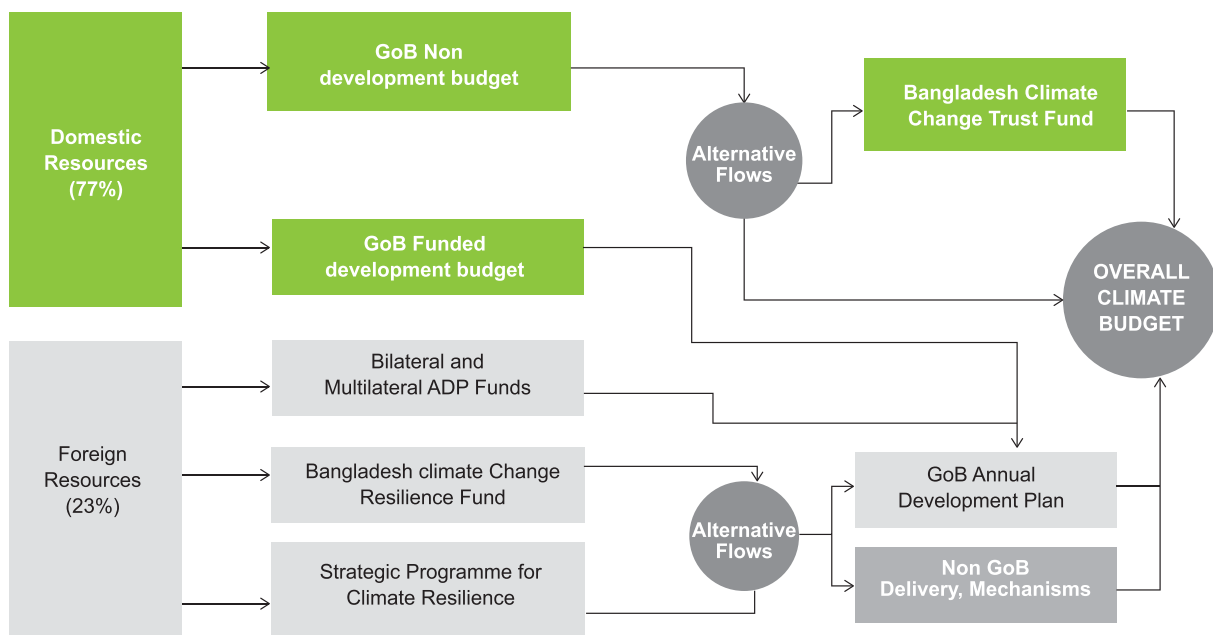 Domestic
Resources
(77%)
GoB Non
development budget
GoB Funded
development budget
Alternative
Flows
Bangladesh Climate
Change Trust Fund
OVERALL
CLIMATE
BUDGET
Foreign
Resources
(23%)
Bilateral and
Multilateral ADP Funds
Bangladesh climate Change
Resilience Fund
Strategic Programme for
Climate Resilience
Alternative
Flows
GoB Annual
Development Plan
Non GoB
Delivery, Mechanisms